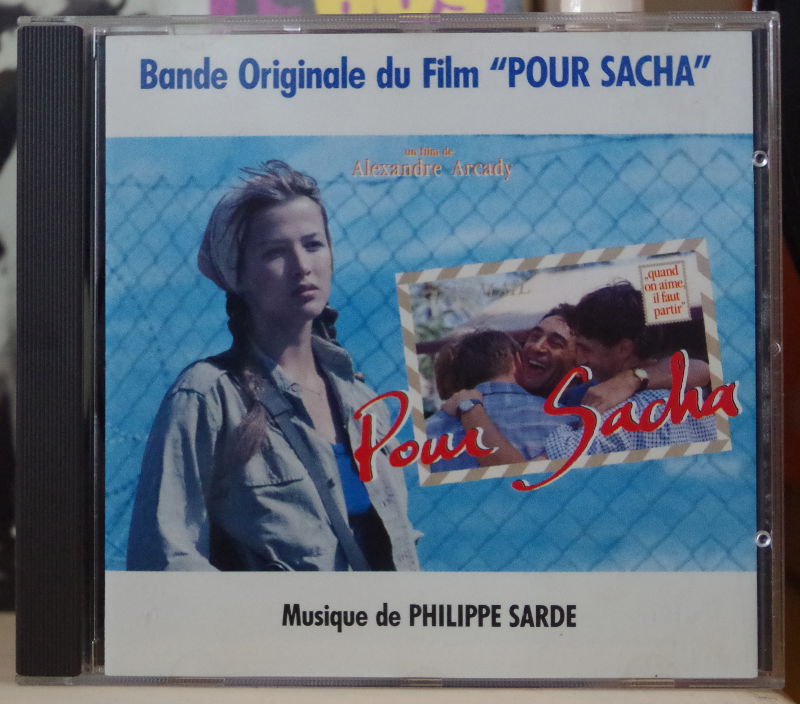 Bande Originale du Film "POUR SACHA"
un film de
Alexandre Arcady
"quand
on aime,
il faut
partir"
Pour Sacha
Musique de PHILIPPE SARDE